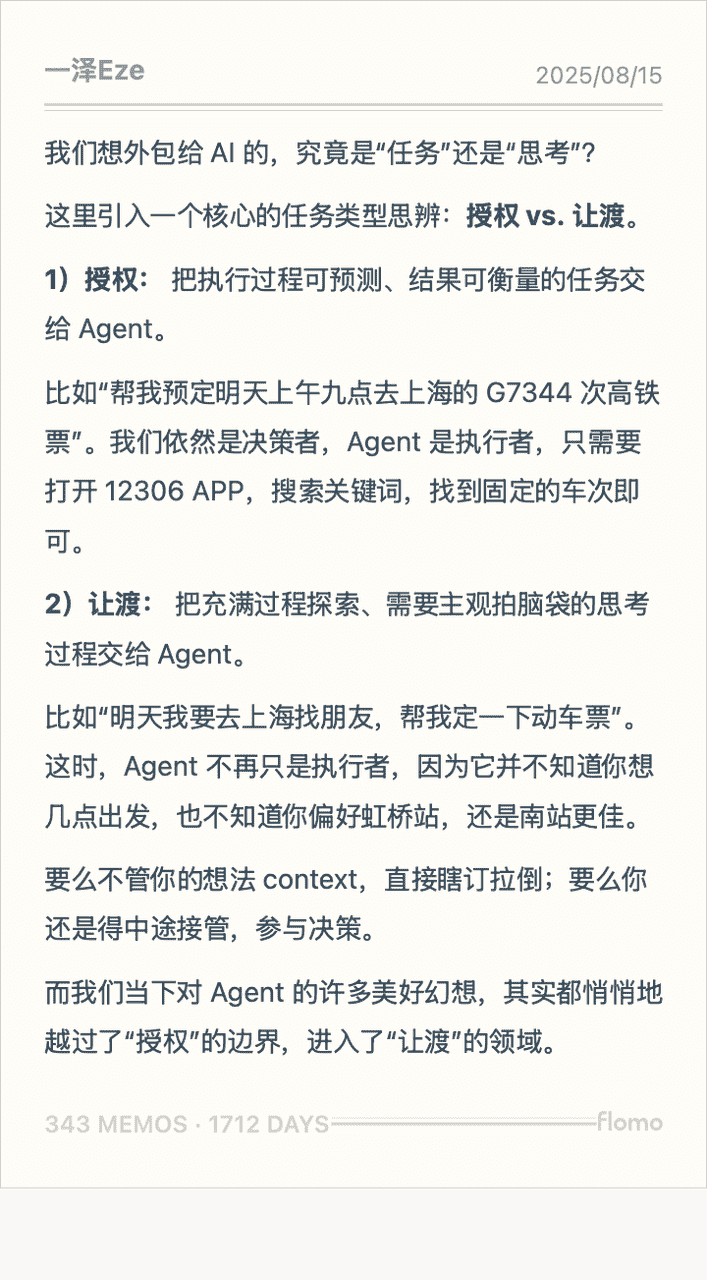 一泽Eze
2025/08/15
我们想外包给 AI 的，究竟是“任务”还是“思考”？
这里引入一个核心的任务类型思辨：授权 vs. 让渡。
1）授权： 把执行过程可预测、结果可衡量的任务交
给 Agent。
比如“帮我预定明天上午九点去上海的 G7344 次高铁
票”。我们依然是决策者，Agent 是执行者，只需要
打开 12306 APP，搜索关键词，找到固定的车次即
可。
2）让渡： 把充满过程探索、需要主观拍脑袋的思考
过程交给 Agent。
比如“明天我要去上海找朋友，帮我定一下动车票”。
这时，Agent 不再只是执行者，因为它并不知道你想
几点出发，也不知道你偏好虹桥站，还是南站更佳。
要么不管你的想法 context，直接瞎订拉倒；要么你
还是得中途接管，参与决策。
而我们当下对 Agent 的许多美好幻想，其实都悄悄地
越过了“授权”的边界，进入了“让渡”的领域。
343 MEMOS · 1712 DAYS
flomo